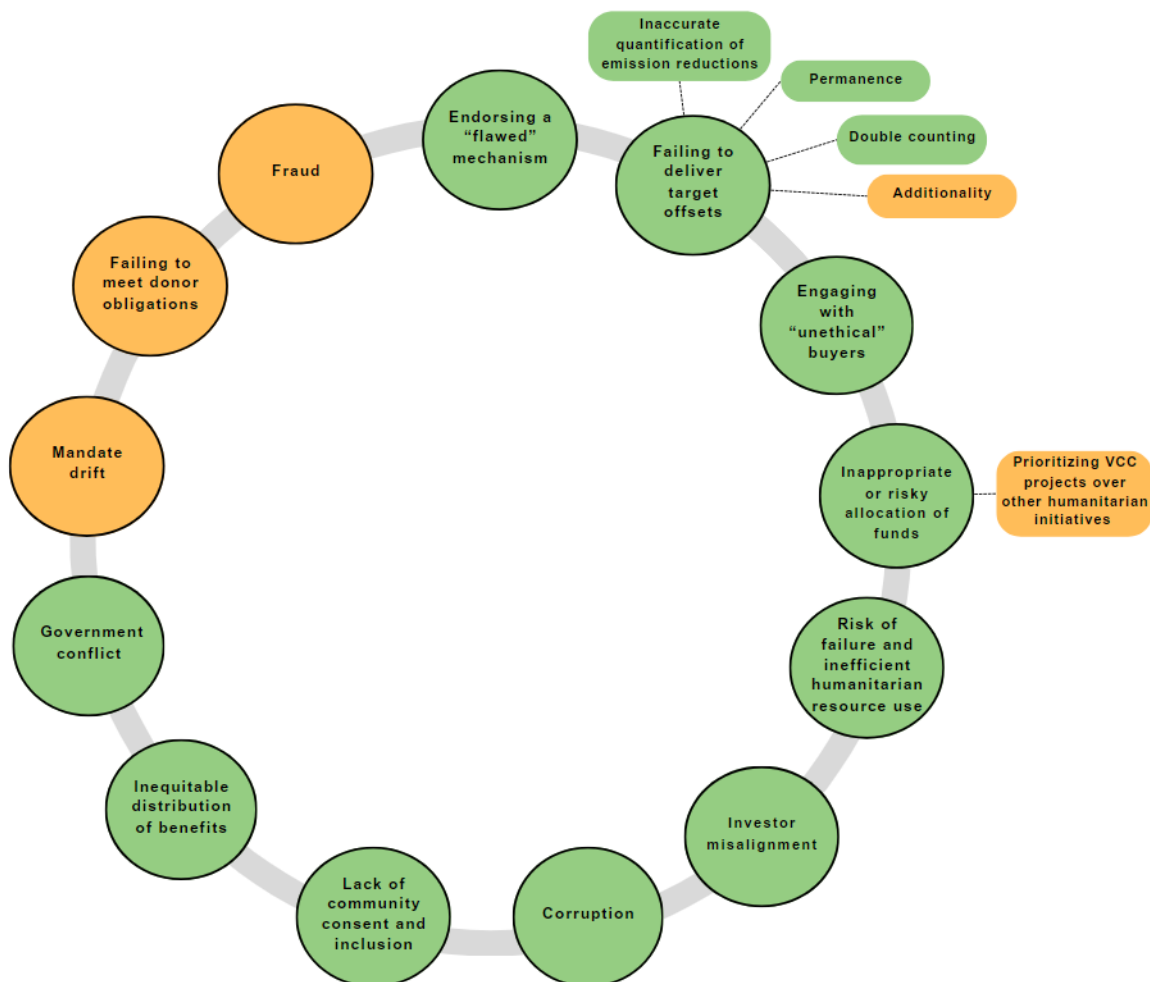 Inaccurate
quantification of
emission reductions
Permanence
Double counting
Additionality
Endorsing a
“flawed”
mechanism
Failing to
deliver
target
offsets
Fraud
Engaging
with
“unethical”
buyers
Failing to
meet donor
obligations
Inappropriate
or risky
allocation of
funds
Prioritizing VCC
projects over
other humanitarian
initiatives
Mandate
drift
Risk of
failure and
inefficient
humanitarian
resource use
Government
conflict
Investor
misalignment
Inequitable
distribution
of benefits
Corruption
Lack of
community
consent and
inclusion